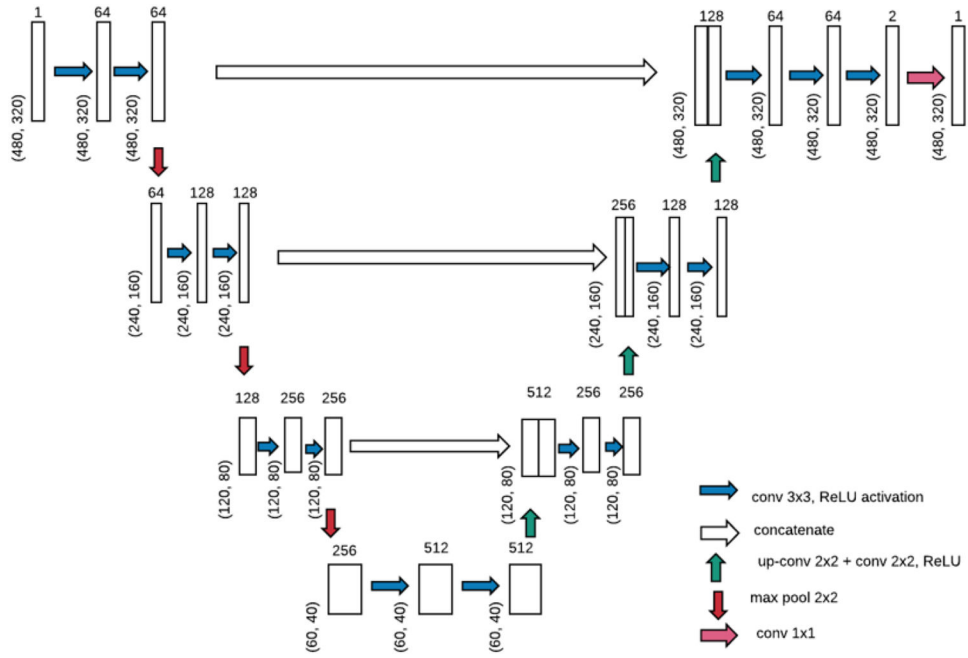 1 64 64 128 64 64 2 1
(480, 320) (480, 320) (480, 320) (480, 320) (480, 320) (480, 320) (480, 320) (480, 320)
64 128 128 256 128 128
(240, 160) (240, 160) (240, 160) (240, 160) (240, 160) (240, 160)
128 256 256 512 256 256
(120, 80) (120, 80) (120, 80) (120, 80) (120, 80) (120, 80)
256 512 512
(60, 40) (60, 40) (60, 40)
conv 3x3, ReLU activation
concatenate
up-conv 2x2 + conv 2x2, ReLU
max pool 2x2
conv 1x1